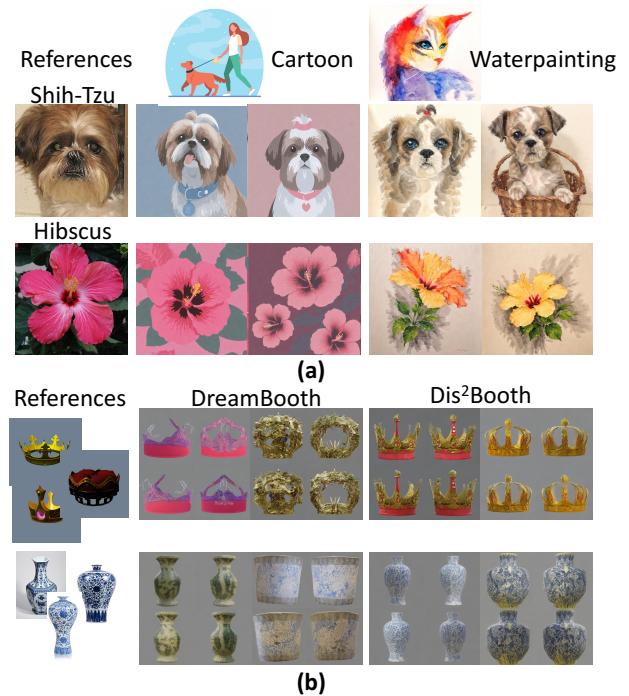 References Cartoon Waterpainting
Shih-Tzu
Hibscus
(a)
References DreamBooth Dis²Booth
(b)